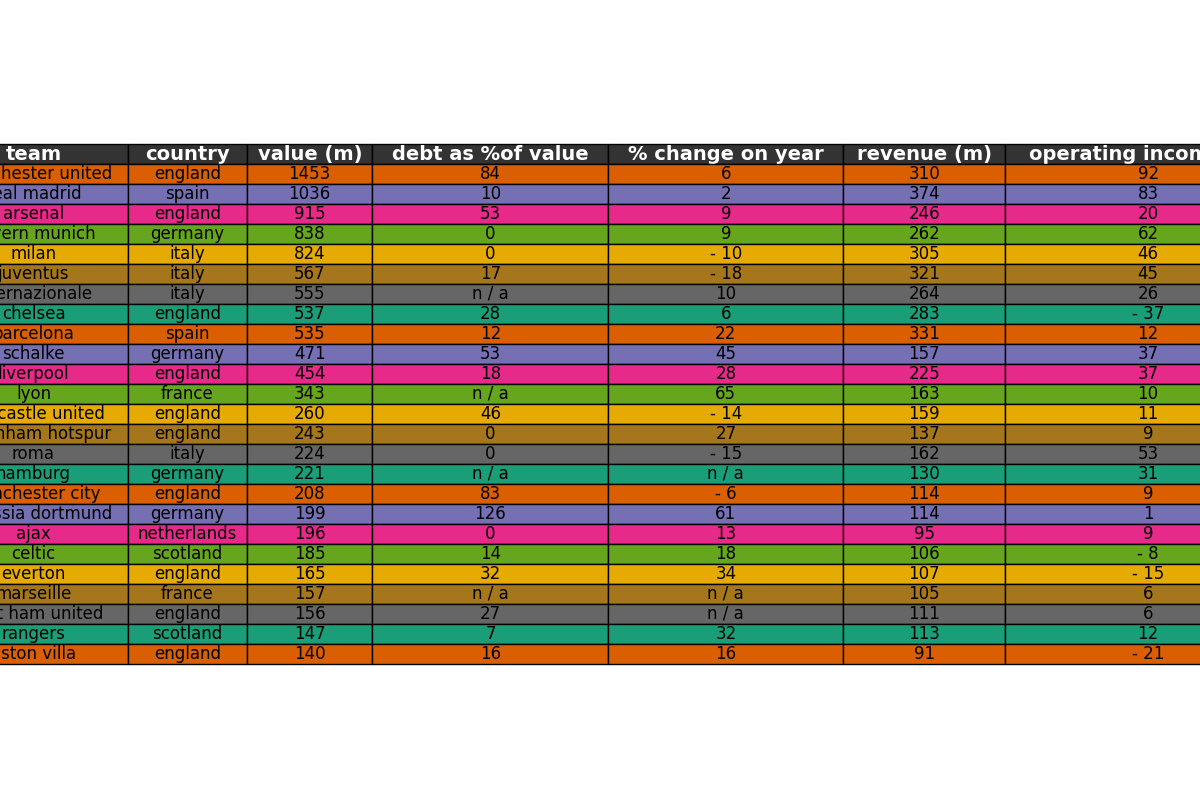 team country value (m) debt as %of value % change on year revenue (m) operating incom
hester united england 1453 84 6 310 92
eal madrid spain 1036 10 2 374 83
arsenal england 915 53 9 246 20
ern munich germany 838 0 9 262 62
milan italy 824 0 - 10 305 46
juventus italy 567 17 - 18 321 45
ernazionale italy 555 n / a 10 264 26
chelsea england 537 28 6 283 - 37
barcelona spain 535 12 22 331 12
schalke germany 471 53 45 157 37
liverpool england 454 18 28 225 37
lyon france 343 n / a 65 163 10
castle united england 260 46 - 14 159 11
nham hotspur england 243 0 27 137 9
roma italy 224 0 - 15 162 53
hamburg germany 221 n / a n / a 130 31
chester city england 208 83 - 6 114 9
ssia dortmund germany 199 126 61 114 1
ajax netherlands 196 0 13 95 9
celtic scotland 185 14 18 106 - 8
everton england 165 32 34 107 - 15
marseille france 157 n / a n / a 105 6
t ham united england 156 27 n / a 111 6
rangers scotland 147 7 32 113 12
ston villa england 140 16 16 91 - 21